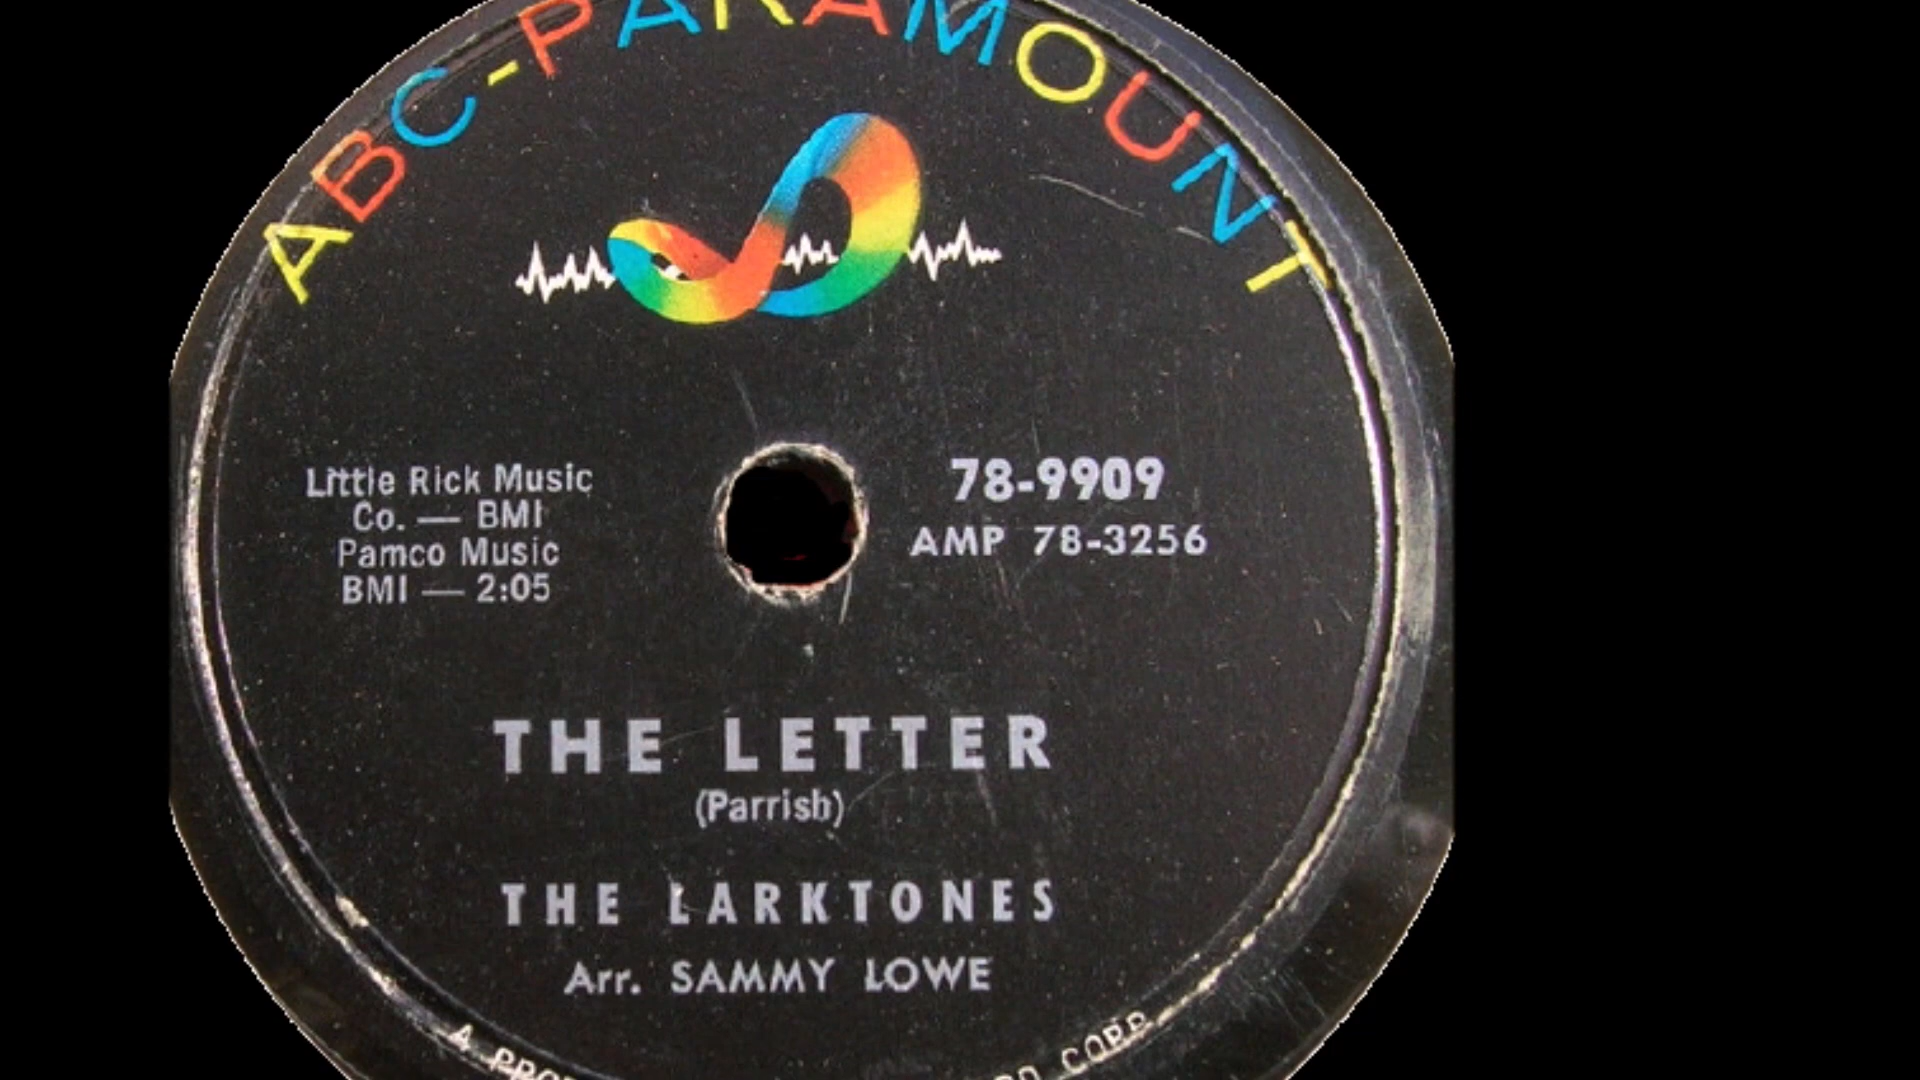 ABC-PARAMOUNT
Little Rick Music
Co. — BMI
Pamco Music
BMI — 2:05
78-9909
AMP 78-3256
THE LETTER
(Parrish)
THE LARKTONES
Arr. SAMMY LOWE
A CORP.